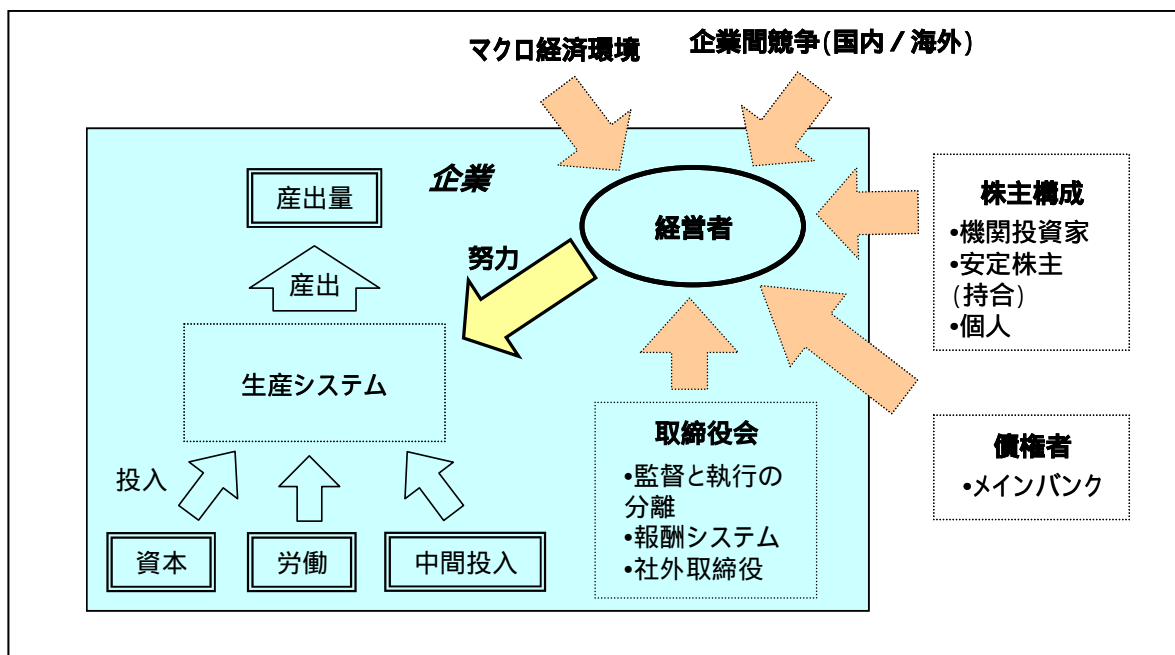 マクロ経済環境
企業間競争(国内／海外)
企業
産出量
産出
生産システム
投入
資本
労働
中間投入
努力
経営者
取締役会
•監督と執行の
分離
•報酬システム
•社外取締役
株主構成
•機関投資家
•安定株主
(持合)
•個人
債権者
•メインバンク